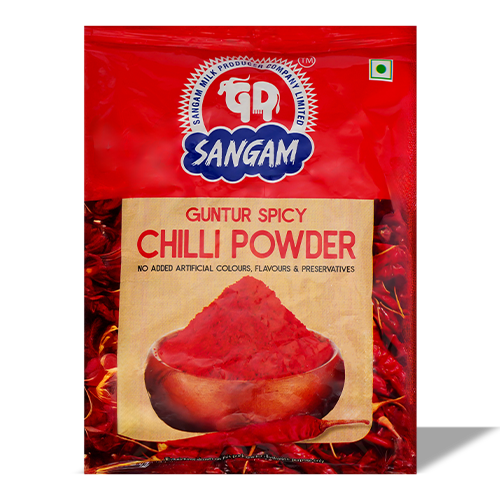 SANGAM MILK PRODUCER COMPANY LIMITED
TM
SANGAM
GUNTUR SPICY
CHILLI POWDER
NO ADDED ARTIFICIAL COLOURS, FLAVOURS & PRESERVATIVES